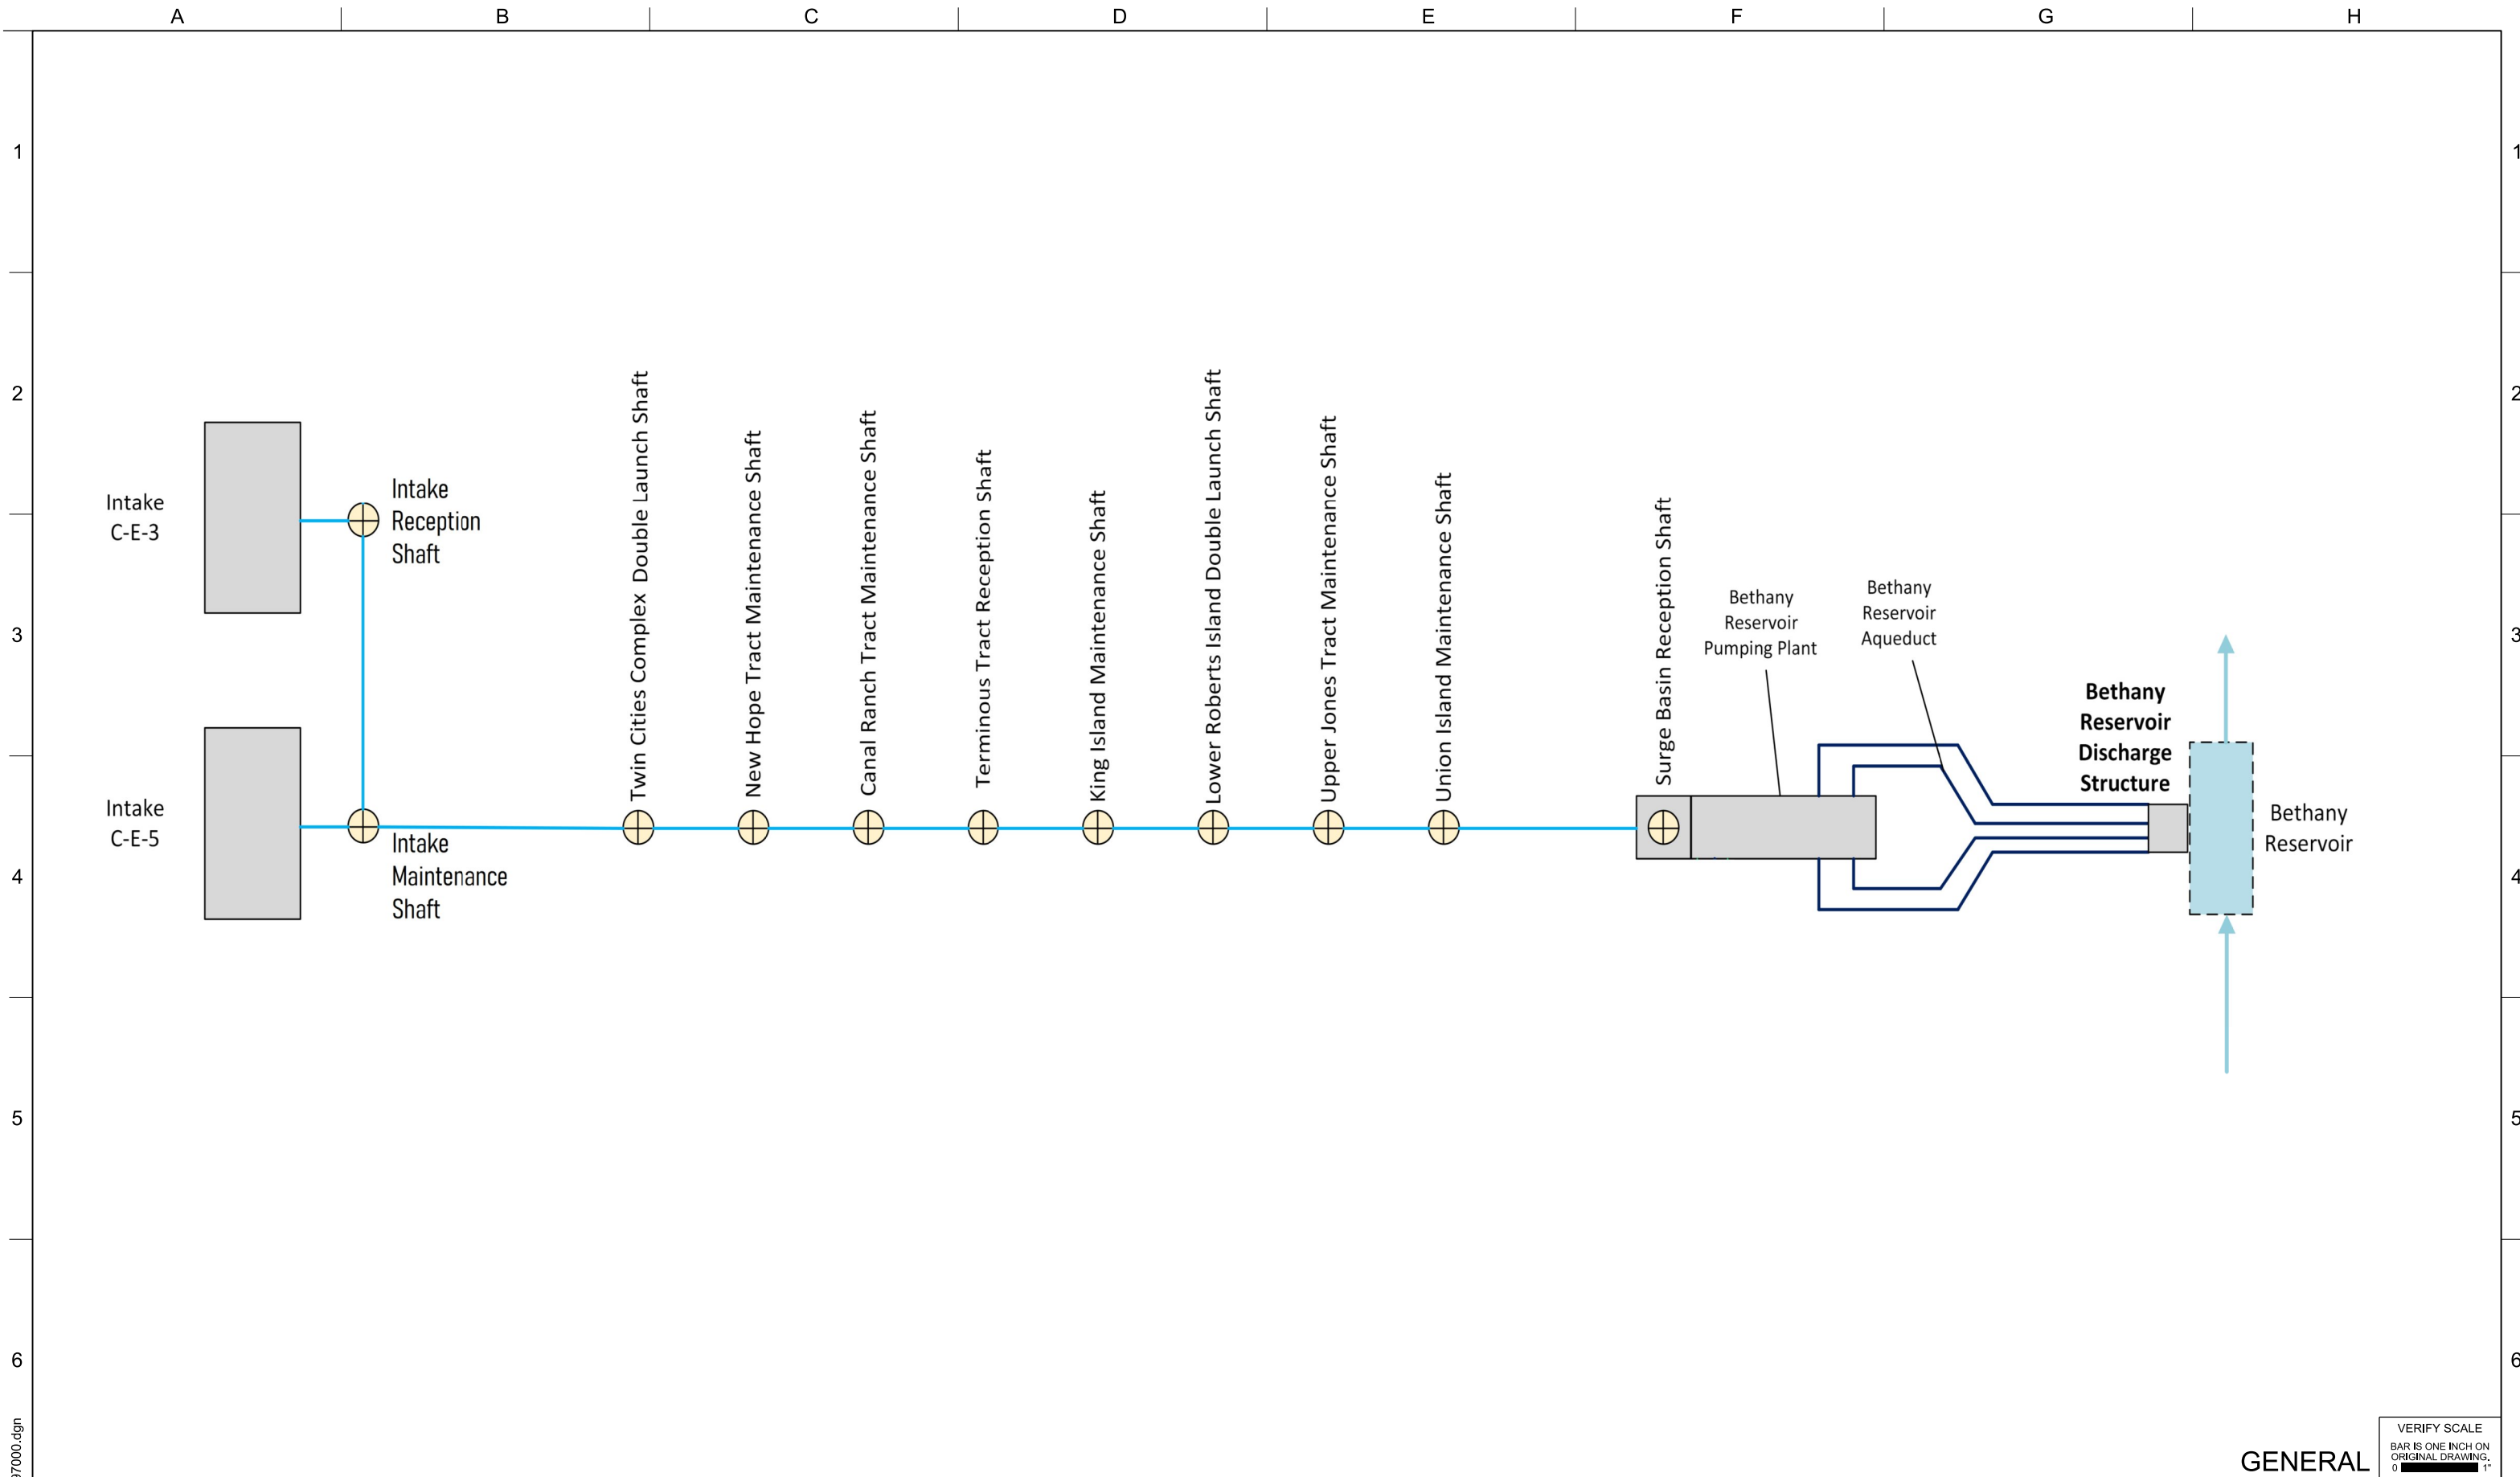 A B C D E F G H
1
1
2
2
3
3
4
4
5
5
6
6
Intake
C-E-3
Intake
Reception
Shaft
Intake
C-E-5
Intake
Maintenance
Shaft
Twin Cities Complex Double Launch Shaft
New Hope Tract Maintenance Shaft
Canal Ranch Tract Maintenance Shaft
Terminous Tract Reception Shaft
King Island Maintenance Shaft
Lower Roberts Island Double Launch Shaft
Upper Jones Tract Maintenance Shaft
Union Island Maintenance Shaft
Surge Basin Reception Shaft
Bethany
Reservoir
Pumping Plant
Bethany
Reservoir
Aqueduct
Bethany
Reservoir
Discharge
Structure
Bethany
Reservoir
97000.dgn
GENERAL
VERIFY SCALE
BAR IS ONE INCH ON
ORIGINAL DRAWING.
0 1"